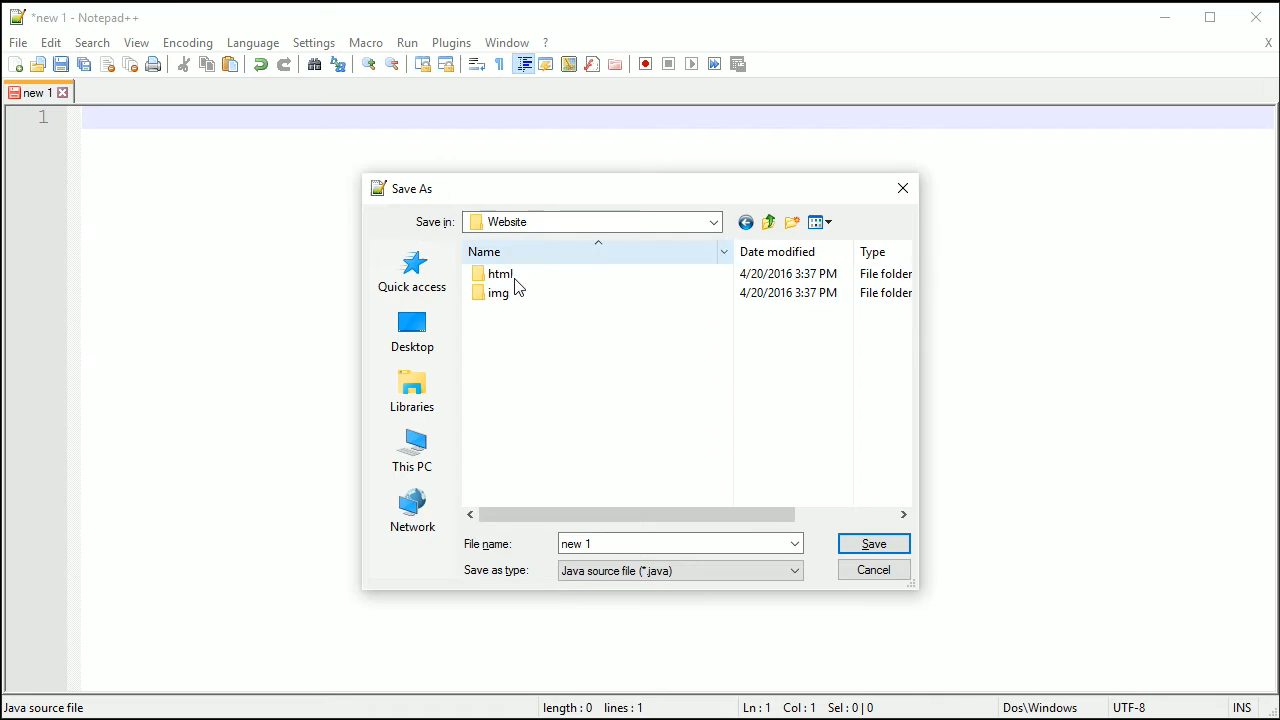 *new 1 - Notepad++
File Edit Search View Encoding Language Settings Macro Run Plugins Window ? X
new 1
1
Save As
Save in: Website
Name Date modified Type
html 4/20/2016 3:37 PM File folder
img 4/20/2016 3:37 PM File folder
Quick access
Desktop
Libraries
This PC
Network
File name: new 1 Save
Save as type: Java source file (*.java) Cancel
Java source file length : 0 lines : 1 Ln : 1 Col : 1 Sel : 0 | 0 Dos\Windows UTF-8 INS